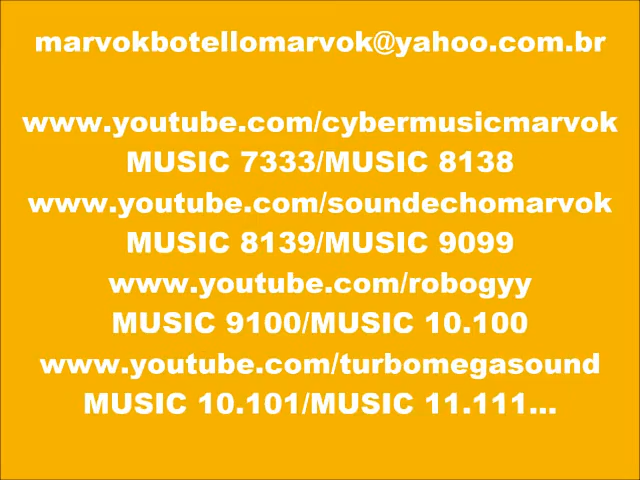 marvokbotellomarvok@yahoo.com.br
www.youtube.com/cybermusicmarvok
MUSIC 7333/MUSIC 8138
www.youtube.com/soundechomarvok
MUSIC 8139/MUSIC 9099
www.youtube.com/robogyy
MUSIC 9100/MUSIC 10.100
www.youtube.com/turbomegasound
MUSIC 10.101/MUSIC 11.111...